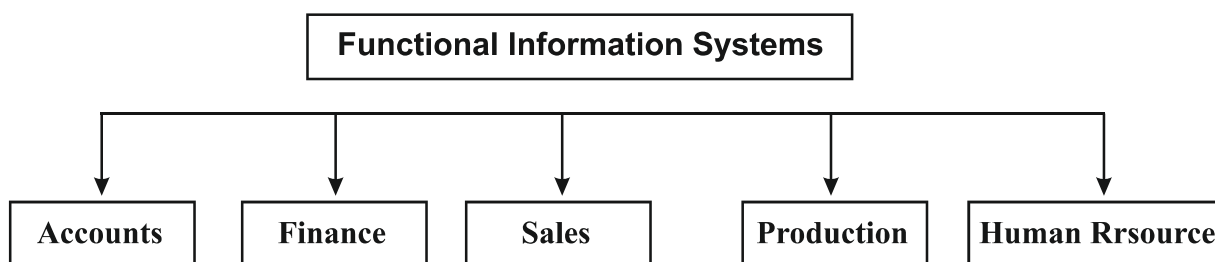 Functional Information Systems
Accounts
Finance
Sales
Production
Human Rrsource